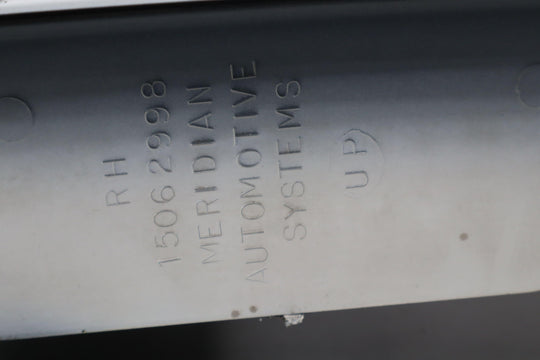 RH
15062998
MERIDIAN
AUTOMOTIVE
SYSTEMS
UP